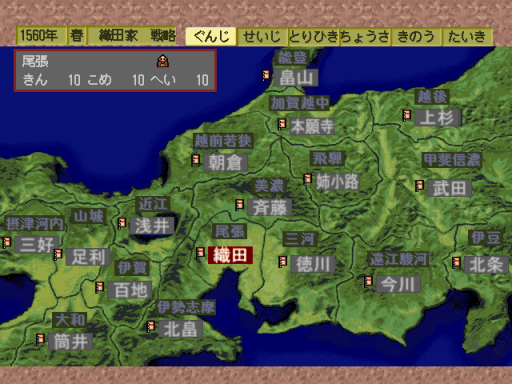 1560年 春 織田家 戦略 ぐんじ せいじ とりひき ちょうさ きのう たいき
尾張
きん 10 こめ 10 へい 10
能登
畠山
加賀越中
本願寺
越後
上杉
越前若狭
朝倉
飛騨
姉小路
甲斐信濃
武田
美濃
斉藤
近江
浅井
山城
足利
摂津河内
三好
尾張
織田
三河
徳川
遠江駿河
今川
伊豆
北条
伊賀
百地
伊勢志摩
北畠
大和
筒井